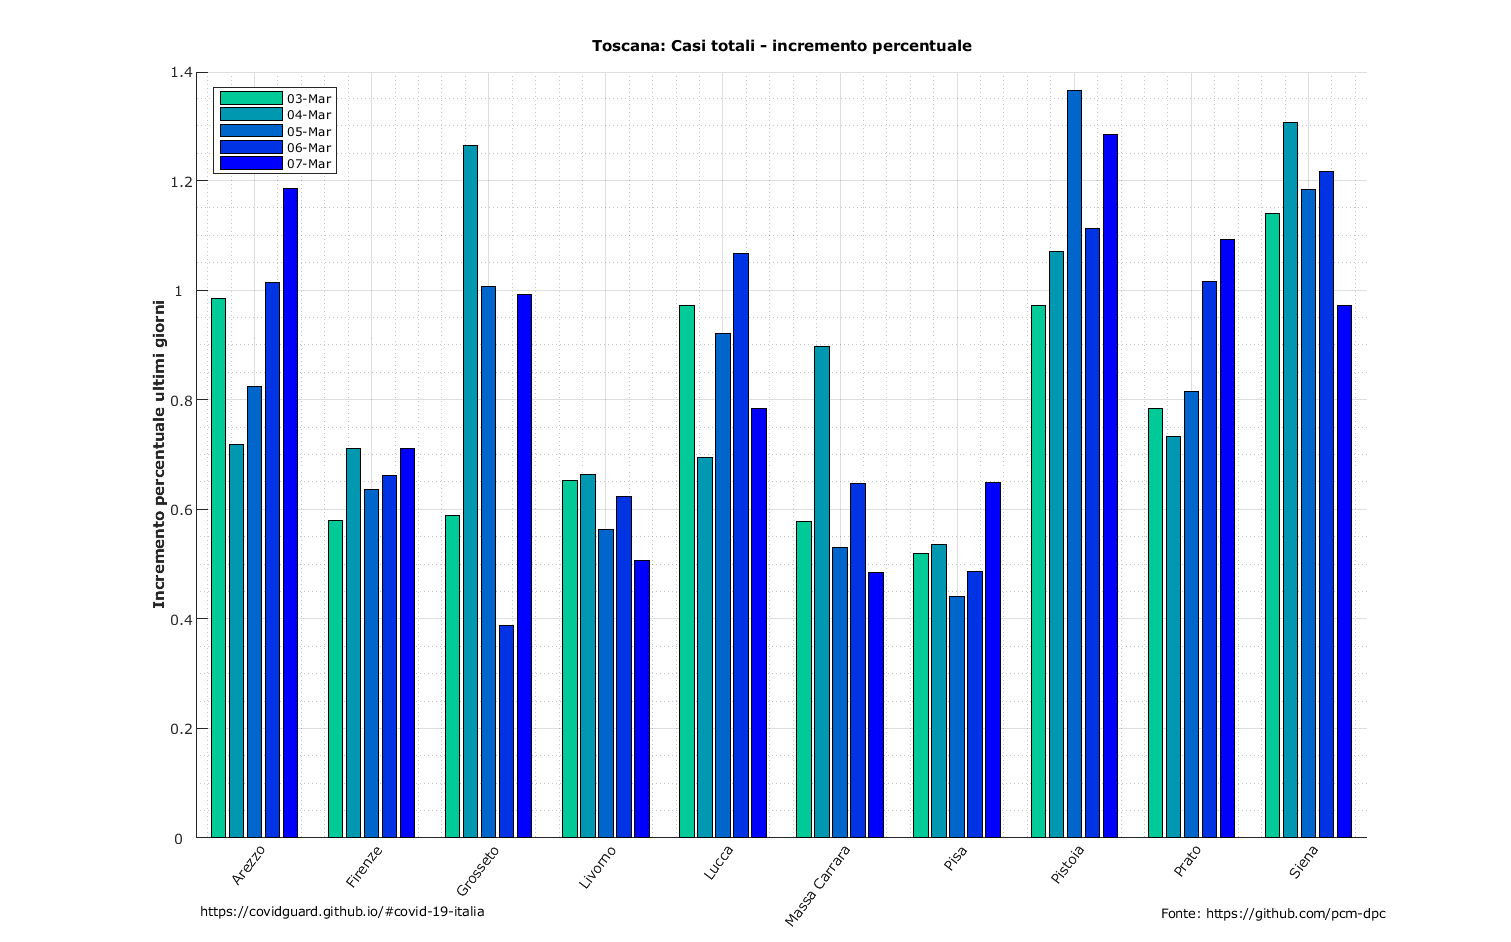 Toscana: Casi totali - incremento percentuale
Incremento percentuale ultimi giorni
1.4
1.2
1
0.8
0.6
0.4
0.2
0
03-Mar
04-Mar
05-Mar
06-Mar
07-Mar
Arezzo
Firenze
Grosseto
Livorno
Lucca
Massa Carrara
Pisa
Pistoia
Prato
Siena
https://covidguard.github.io/#covid-19-italia
Fonte: https://github.com/pcm-dpc